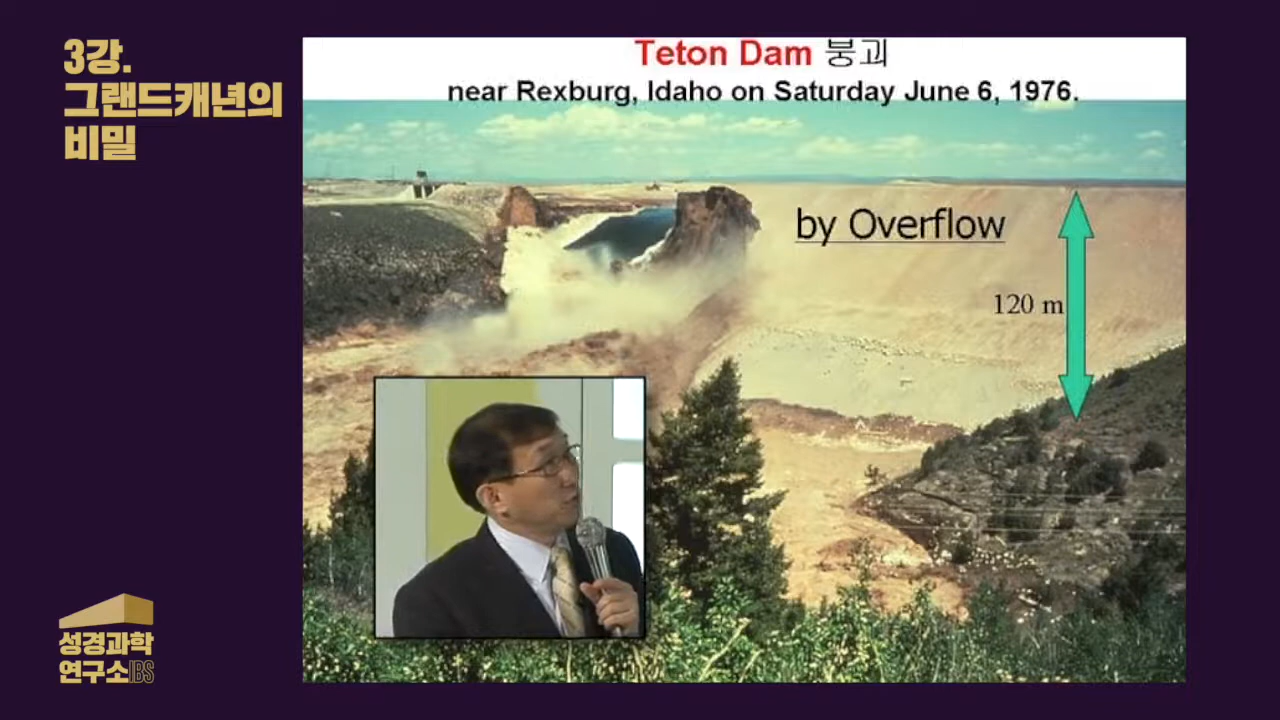 3강.
그랜드캐년의
비밀
Teton Dam 붕괴
near Rexburg, Idaho on Saturday June 6, 1976.
by Overflow
120 m
성경과학
연구소IBS